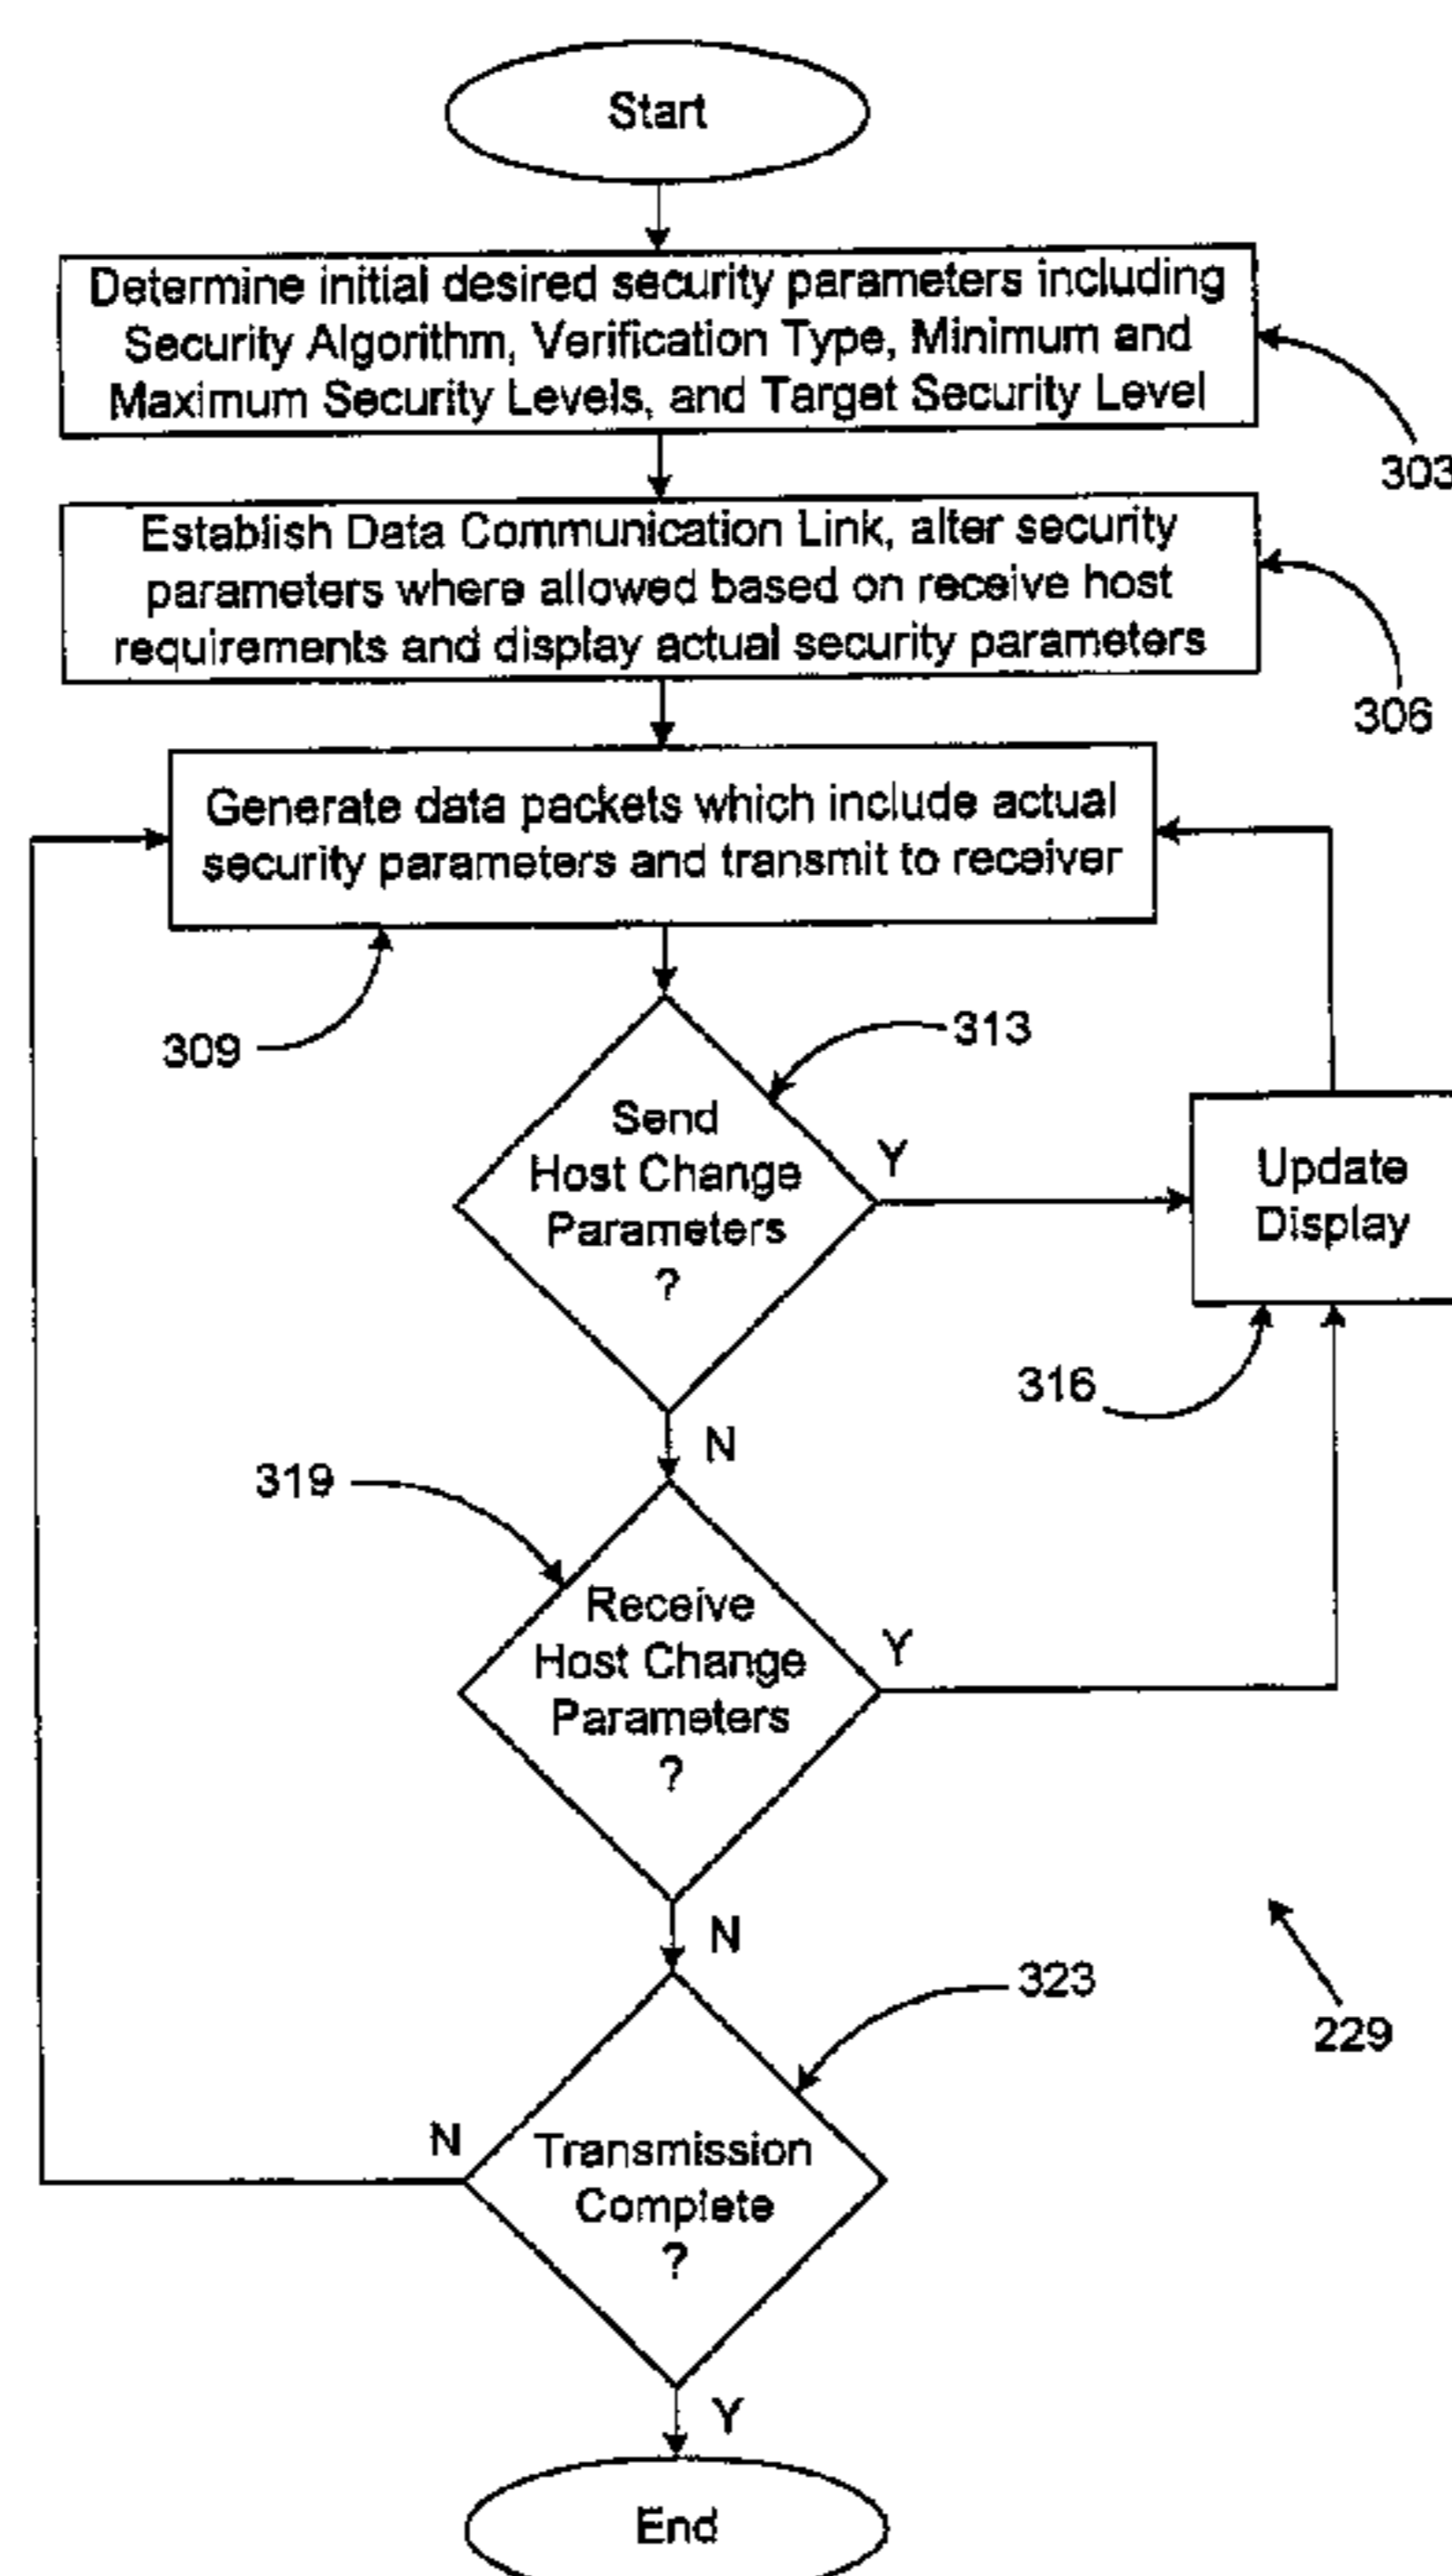 Start
Determine initial desired security parameters including
Security Algorithm, Verification Type, Minimum and
Maximum Security Levels, and Target Security Level
303
Establish Data Communication Link, alter security
parameters where allowed based on receive host
requirements and display actual security parameters
306
Generate data packets which include actual
security parameters and transmit to receiver
309
313
Send
Host Change
Parameters
?
Y
Update
Display
316
N
319
Receive
Host Change
Parameters
?
Y
N
323
229
N
Transmission
Complete
?
Y
End